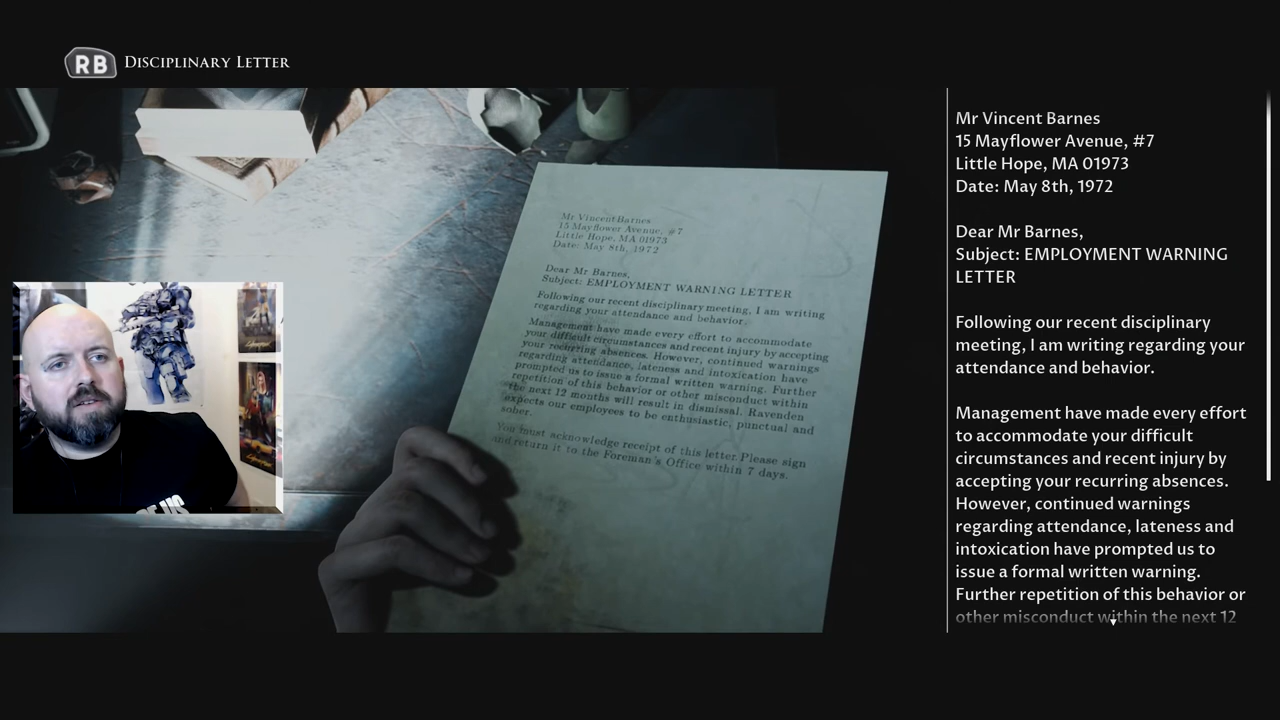 RB DISCIPLINARY LETTER
Mr Vincent Barnes
15 Mayflower Avenue, #7
Little Hope, MA 01973
Date: May 8th, 1972
Dear Mr Barnes,
Subject: EMPLOYMENT WARNING LETTER
Following our recent disciplinary meeting, I am writing
regarding your attendance and behavior.
Management have made every effort to accommodate
your difficult circumstances and recent injury by accepting
your recurring absences. However, continued warnings
regarding attendance, lateness and intoxication have
prompted us to issue a formal written warning. Further
repetition of this behavior or other misconduct within
the next 12 months will result in dismissal. Ravenden
expects our employees to be enthusiastic, punctual and
sober.
You must acknowledge receipt of this letter. Please sign
and return it to the Foreman's Office within 7 days.
Mr Vincent Barnes
15 Mayflower Avenue, #7
Little Hope, MA 01973
Date: May 8th, 1972
Dear Mr Barnes,
Subject: EMPLOYMENT WARNING
LETTER
Following our recent disciplinary
meeting, I am writing regarding your
attendance and behavior.
Management have made every effort
to accommodate your difficult
circumstances and recent injury by
accepting your recurring absences.
However, continued warnings
regarding attendance, lateness and
intoxication have prompted us to
issue a formal written warning.
Further repetition of this behavior or
other misconduct within the next 12